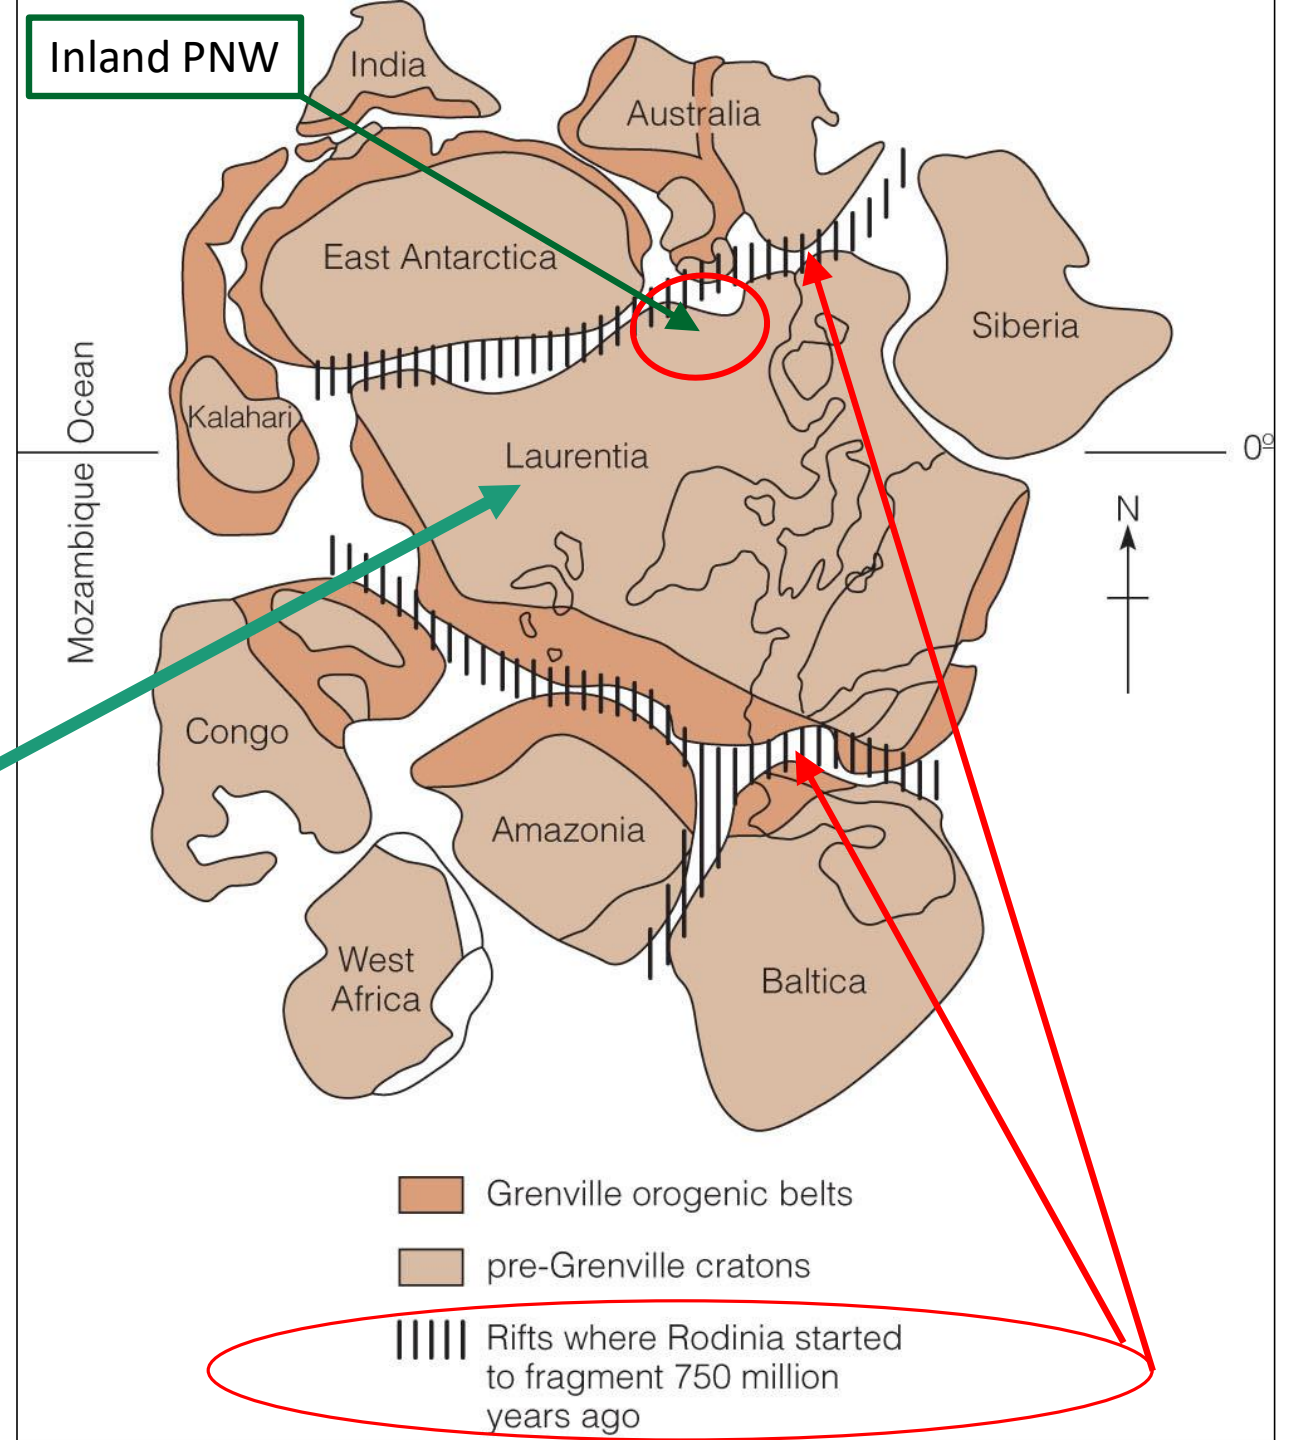 Inland PNW
India
Australia
East Antarctica
Siberia
Kalahari
Mozambique Ocean
0º
Laurentia
N
Congo
Amazonia
West
Africa
Baltica
Grenville orogenic belts
pre-Grenville cratons
Rifts where Rodinia started
to fragment 750 million
years ago